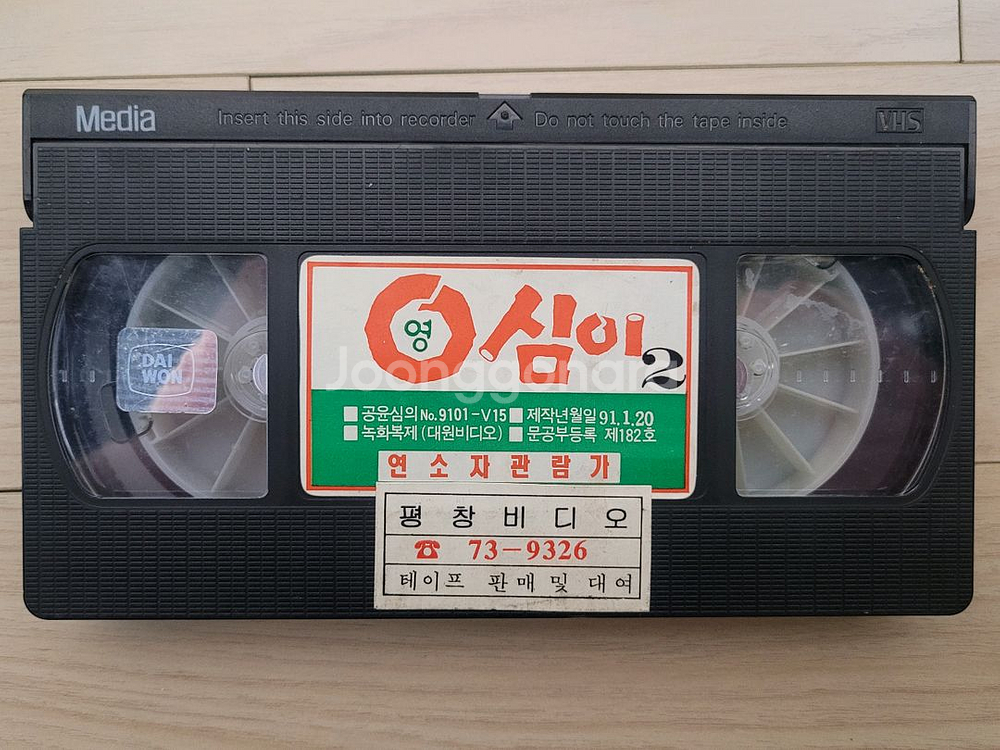 Media Insert this side into recorder Do not touch the tape inside VHS
DAI
WON
영심이 2
Joonggonara
■ 공윤심의 No.9101-V15 ■ 제작년월일 91.1.20
■ 녹화복제 (대원비디오) ■ 문공부등록 제182호
연소자관람가
평창비디오
☎ 73-9326
테이프 판매 및 대여